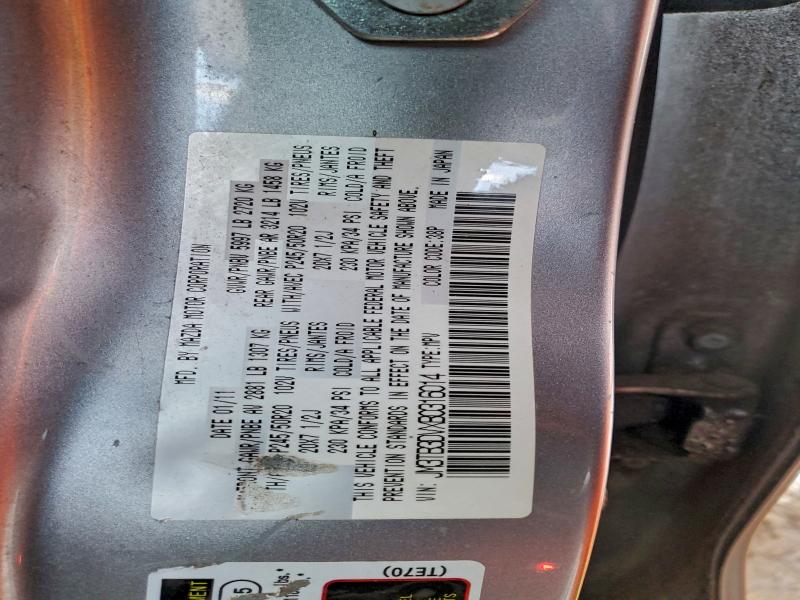 MFD. BY MAZDA MOTOR CORPORATION
DATE 01/11 GVWR/PNBV 5997 LB 2720 KG
FRONT GAWR/PNBE AV 2881 LB 1307 KG REAR GAWR/PNBE AR 3214 LB 1458 KG
P245/50R20 102V TIRES/PNEUS WITH/AVEC P245/50R20 102V TIRES/PNEUS
20X7 1/2J RIMS/JANTES 20X7 1/2J RIMS/JANTES
230 KPA/34 PSI COLD/A FROID 230 KPA/34 PSI COLD/A FROID
THIS VEHICLE CONFORMS TO ALL APPLICABLE FEDERAL MOTOR VEHICLE SAFETY AND THEFT
PREVENTION STANDARDS IN EFFECT ON THE DATE OF MANUFACTURE SHOWN ABOVE.
VIN: JM3TB3DVXB0316014 TYPE:MPV COLOR CODE:38P MADE IN JAPAN
(TE70)